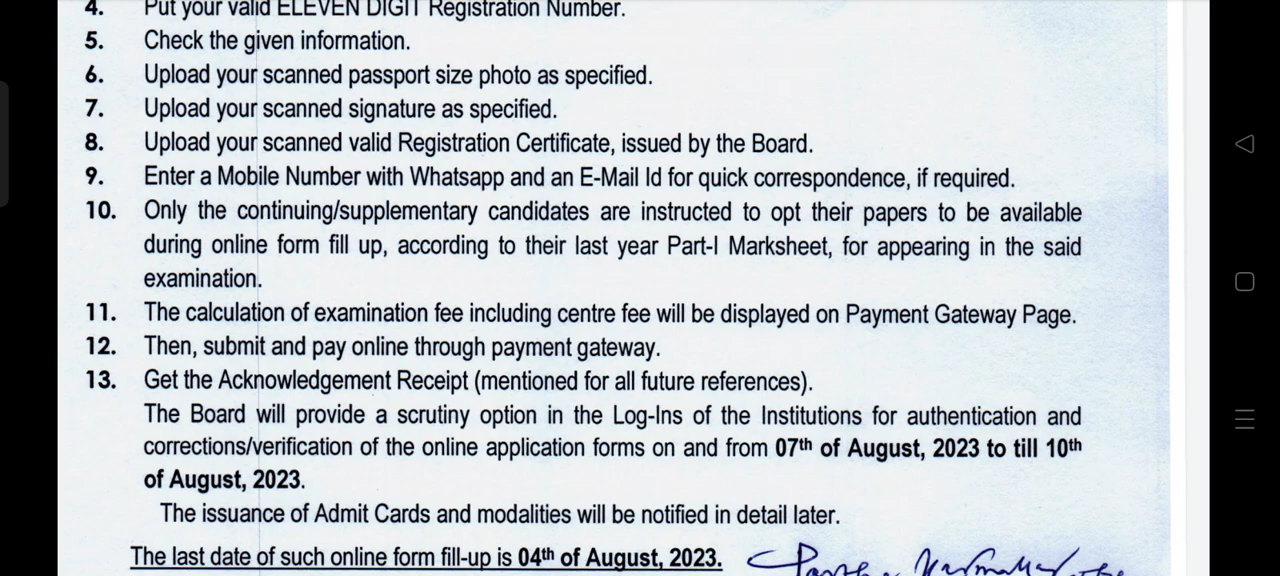 4. Put your valid ELEVEN DIGIT Registration Number.
5. Check the given information.
6. Upload your scanned passport size photo as specified.
7. Upload your scanned signature as specified.
8. Upload your scanned valid Registration Certificate, issued by the Board.
9. Enter a Mobile Number with Whatsapp and an E-Mail Id for quick correspondence, if required.
10. Only the continuing/supplementary candidates are instructed to opt their papers to be available
during online form fill up, according to their last year Part-I Marksheet, for appearing in the said
examination.
11. The calculation of examination fee including centre fee will be displayed on Payment Gateway Page.
12. Then, submit and pay online through payment gateway.
13. Get the Acknowledgement Receipt (mentioned for all future references).
The Board will provide a scrutiny option in the Log-Ins of the Institutions for authentication and
corrections/verification of the online application forms on and from 07th of August, 2023 to till 10th
of August, 2023.
The issuance of Admit Cards and modalities will be notified in detail later.
The last date of such online form fill-up is 04th of August, 2023.